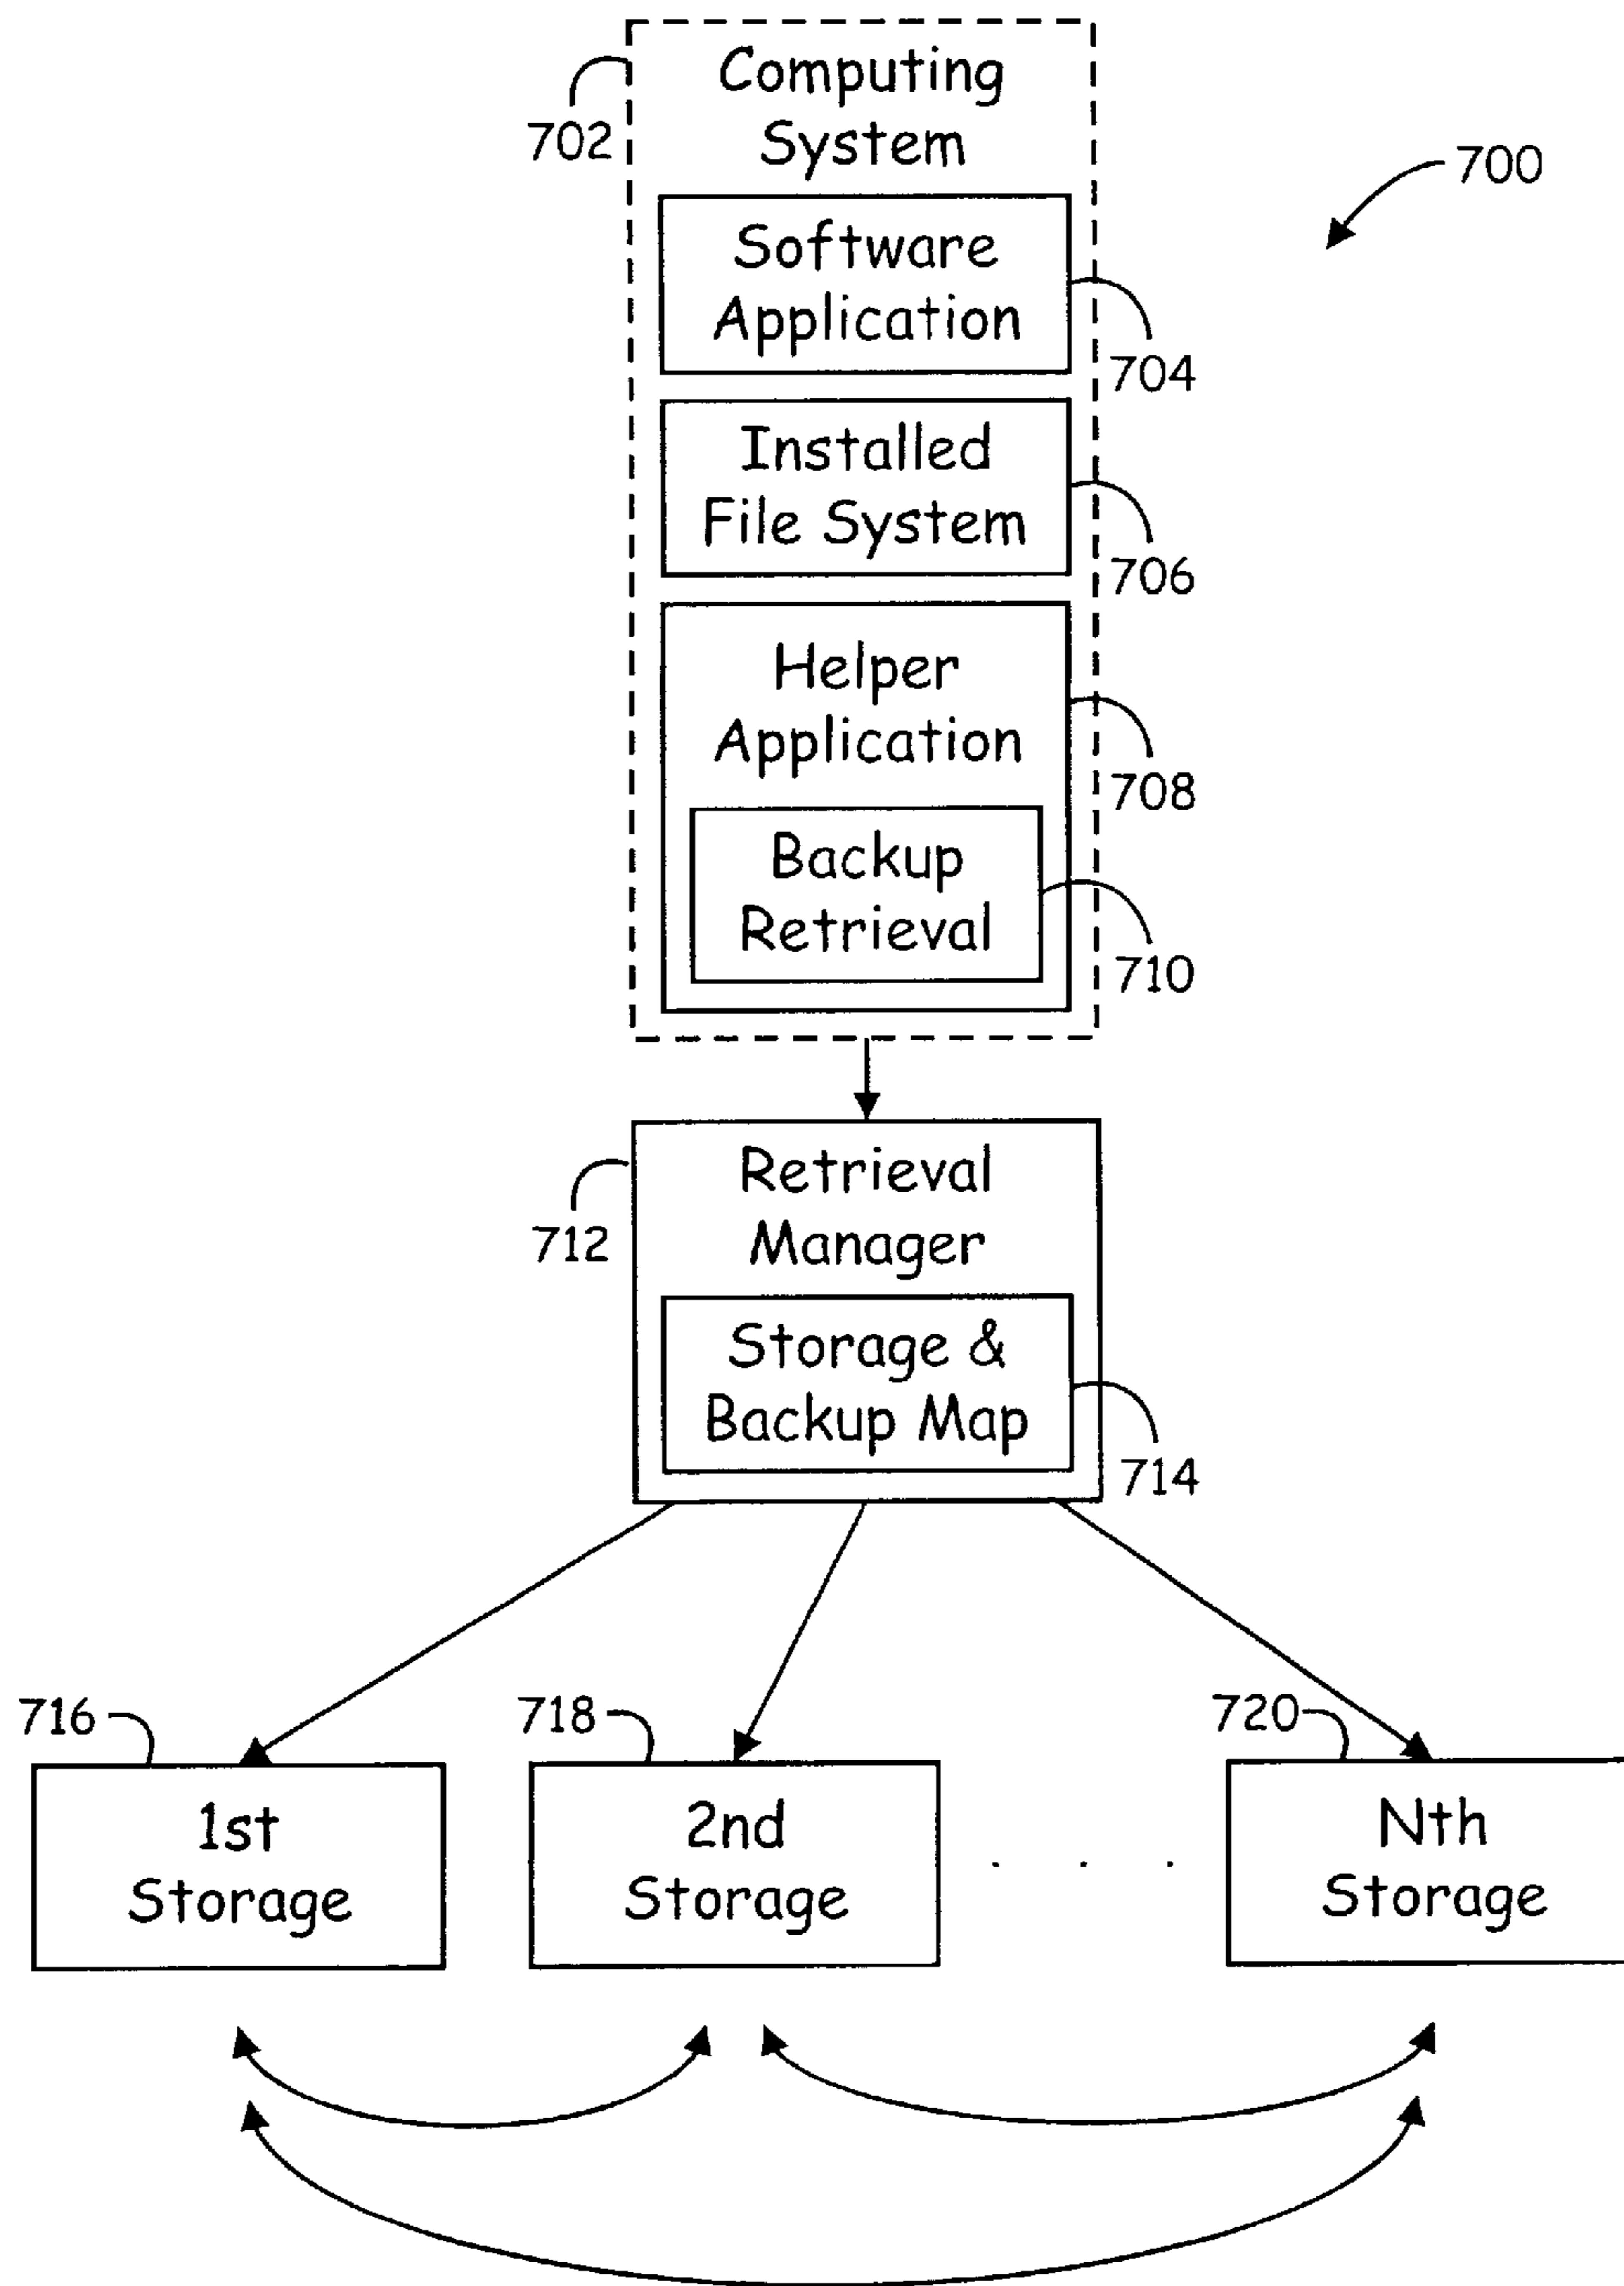 Computing
System
702
700
Software
Application
704
Installed
File System
706
Helper
Application
708
Backup
Retrieval
710
Retrieval
Manager
712
Storage &
Backup Map
714
716
718
720
1st
Storage
2nd
Storage
. . .
Nth
Storage